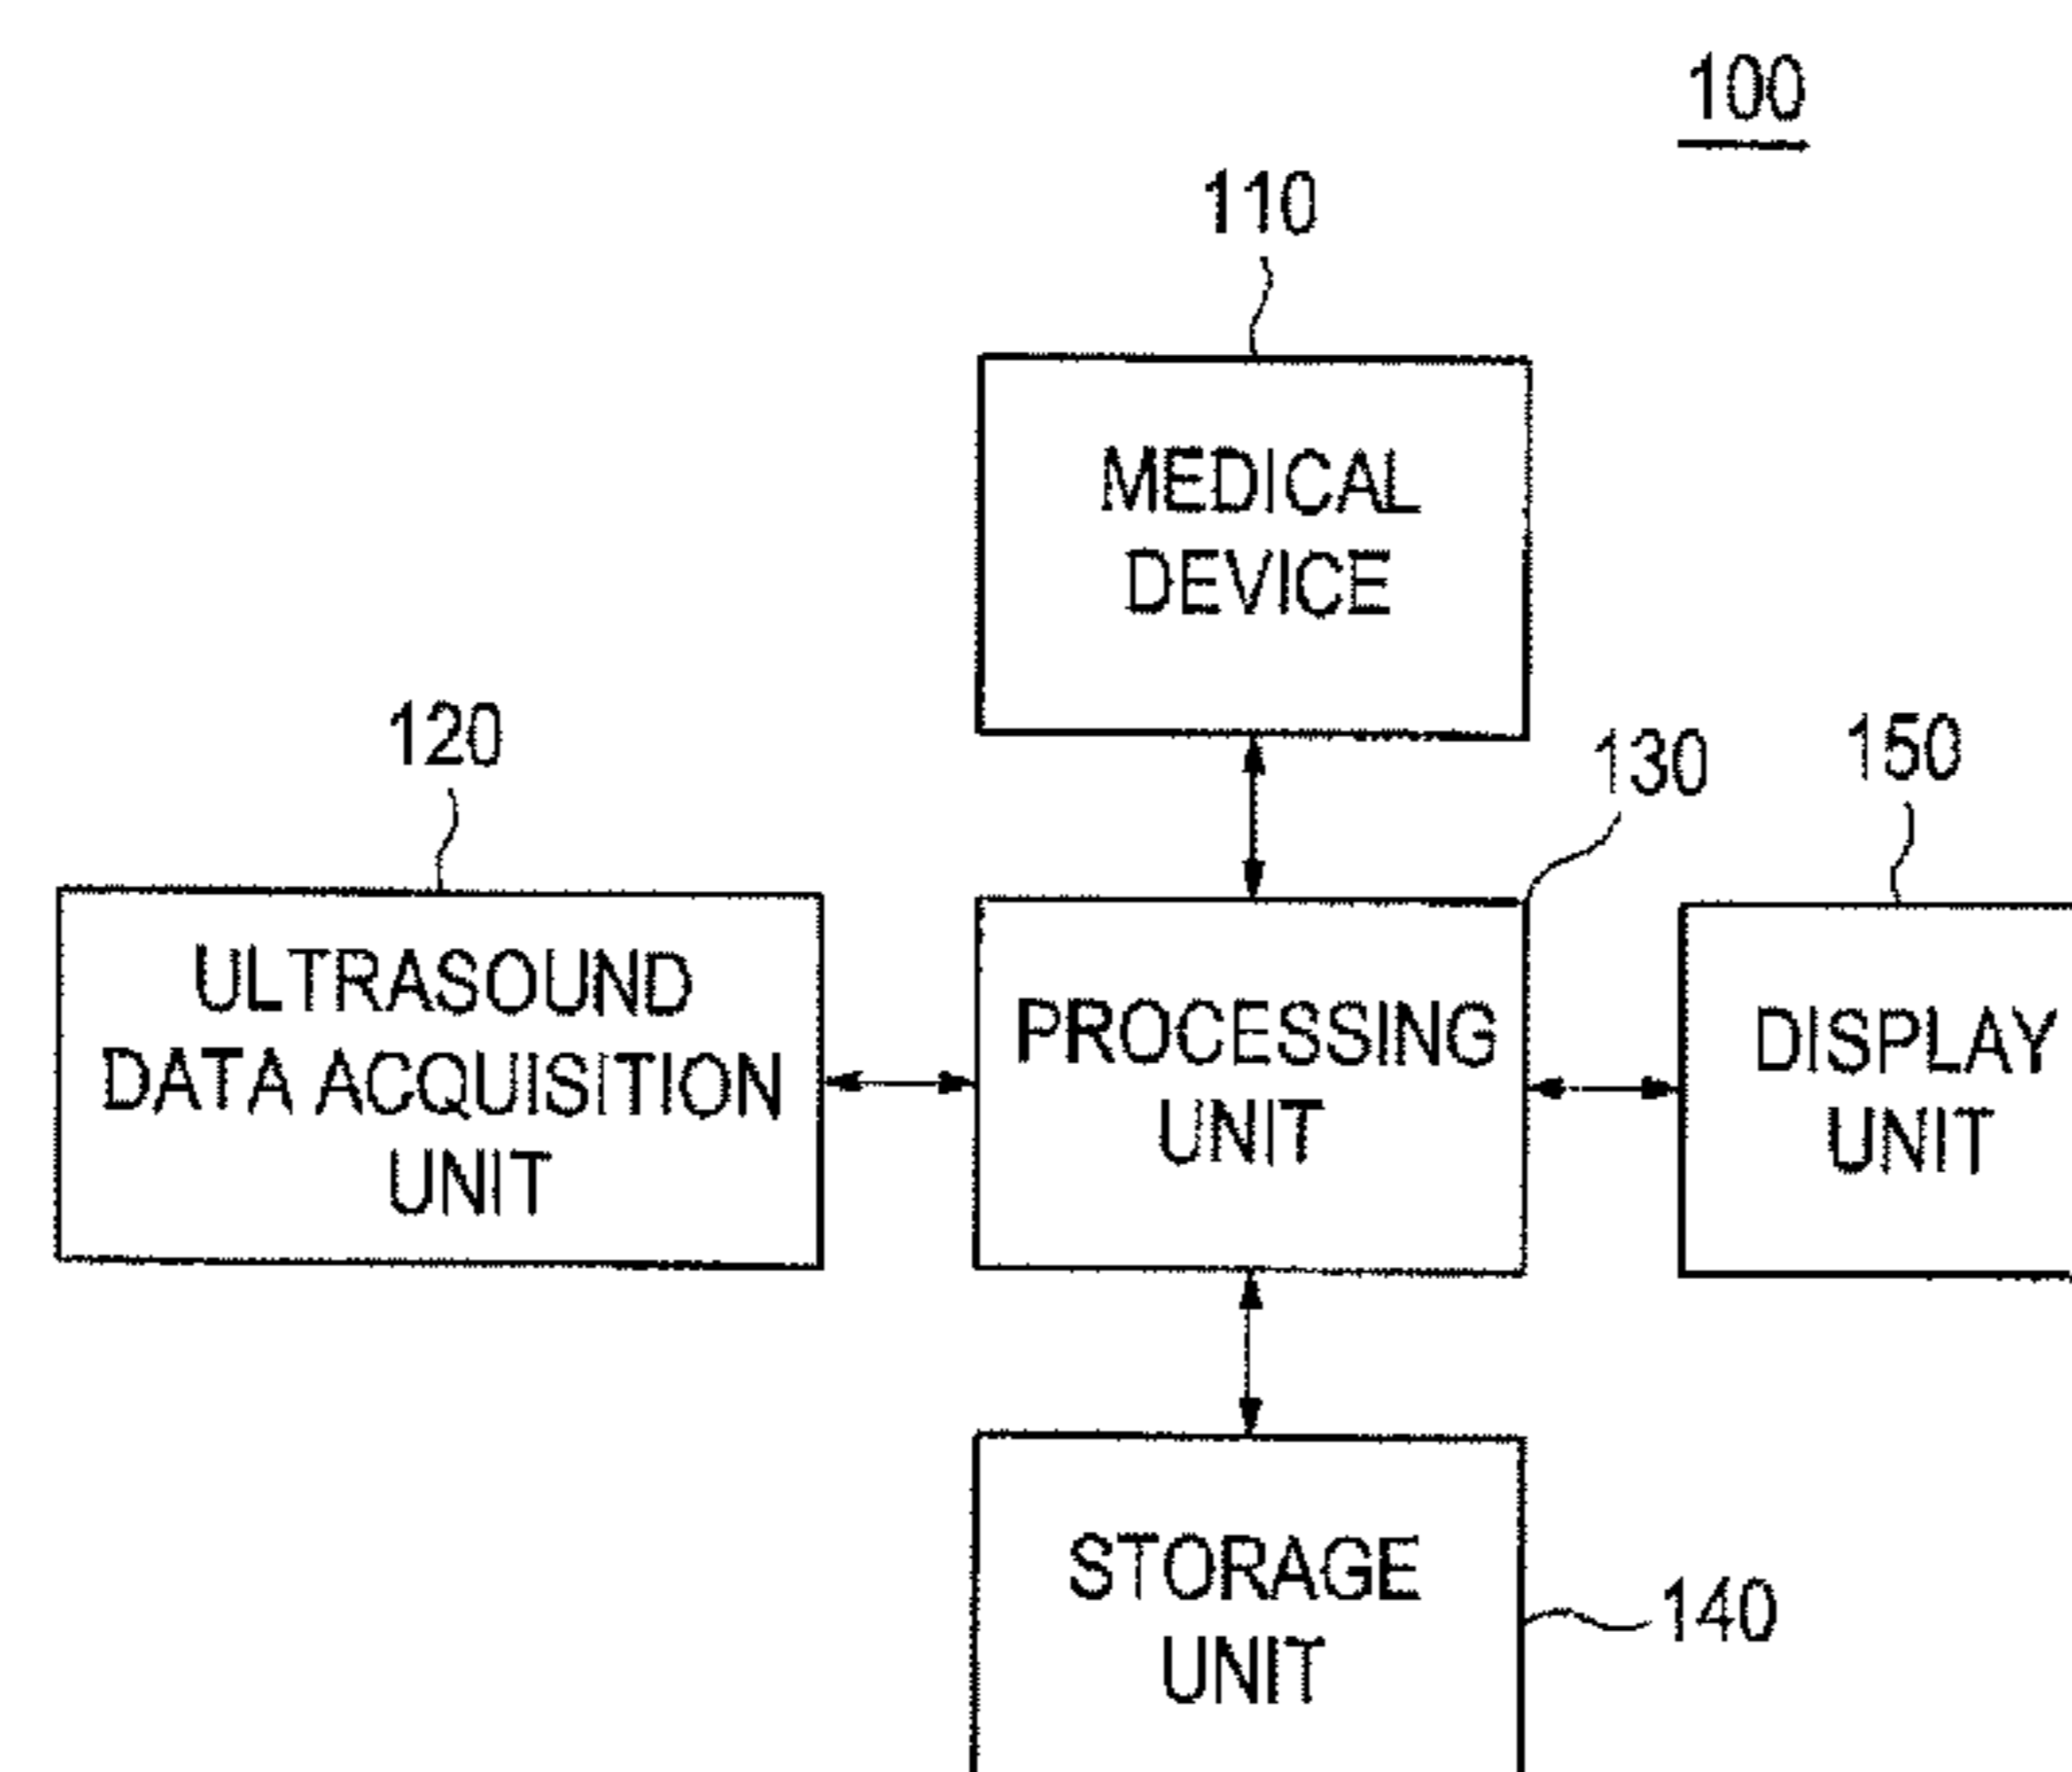 100
110
MEDICAL
DEVICE
120
130
150
ULTRASOUND
DATA ACQUISITION
UNIT
PROCESSING
UNIT
DISPLAY
UNIT
STORAGE
UNIT
140